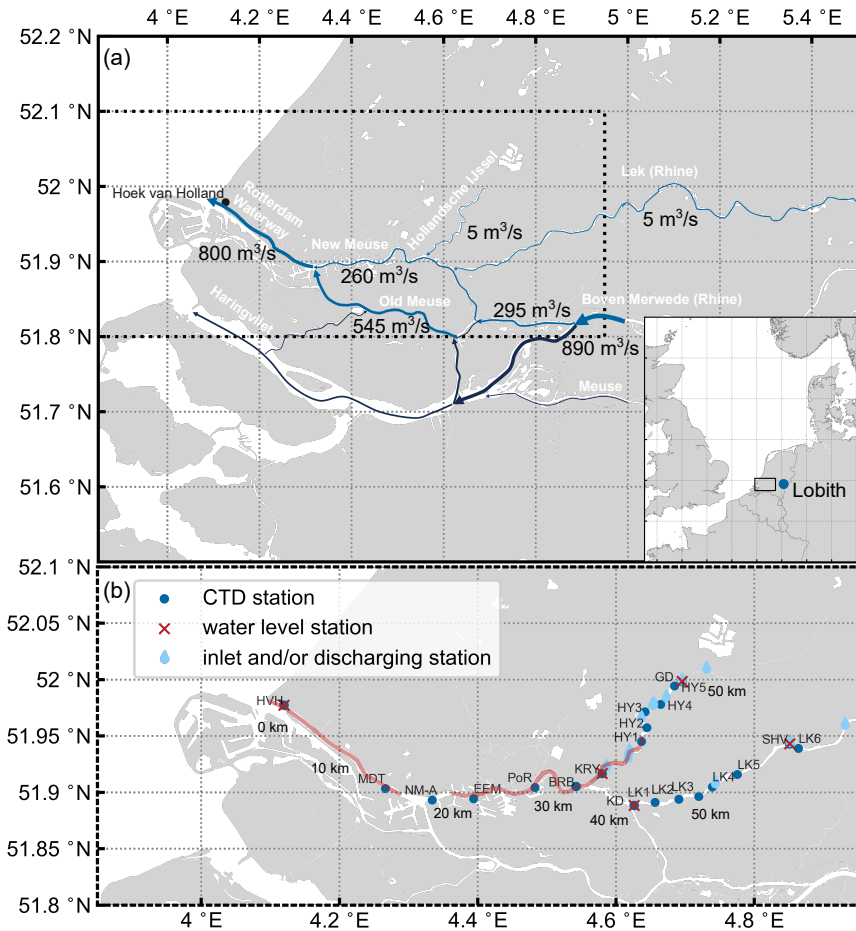 4 °E 4.2 °E 4.4 °E 4.6 °E 4.8 °E 5 °E 5.2 °E 5.4 °E
52.2 °N
(a)
52.1 °N
52 °N
51.9 °N
51.8 °N
51.7 °N
51.6 °N
Hoek van Holland
Rotterdam
Waterway
800 m³/s
New Meuse
260 m³/s
Hollandsche IJssel
5 m³/s
Lek (Rhine)
5 m³/s
Haringvliet
Old Meuse
545 m³/s
295 m³/s
Boven Merwede (Rhine)
890 m³/s
Meuse
Lobith
52.1 °N
(b)
CTD station
water level station
inlet and/or discharging station
52.05 °N
52 °N
51.95 °N
51.9 °N
51.85 °N
51.8 °N
HVH
0 km
10 km
MDT
NM-A
20 km
EEM
PoR
30 km
BRB
KRY
HY1
HY2
HY3
HY4
HY5
GD
50 km
KD
40 km
LK1
LK2
LK3
LK4
LK5
50 km
SHV
LK6
4 °E 4.2 °E 4.4 °E 4.6 °E 4.8 °E